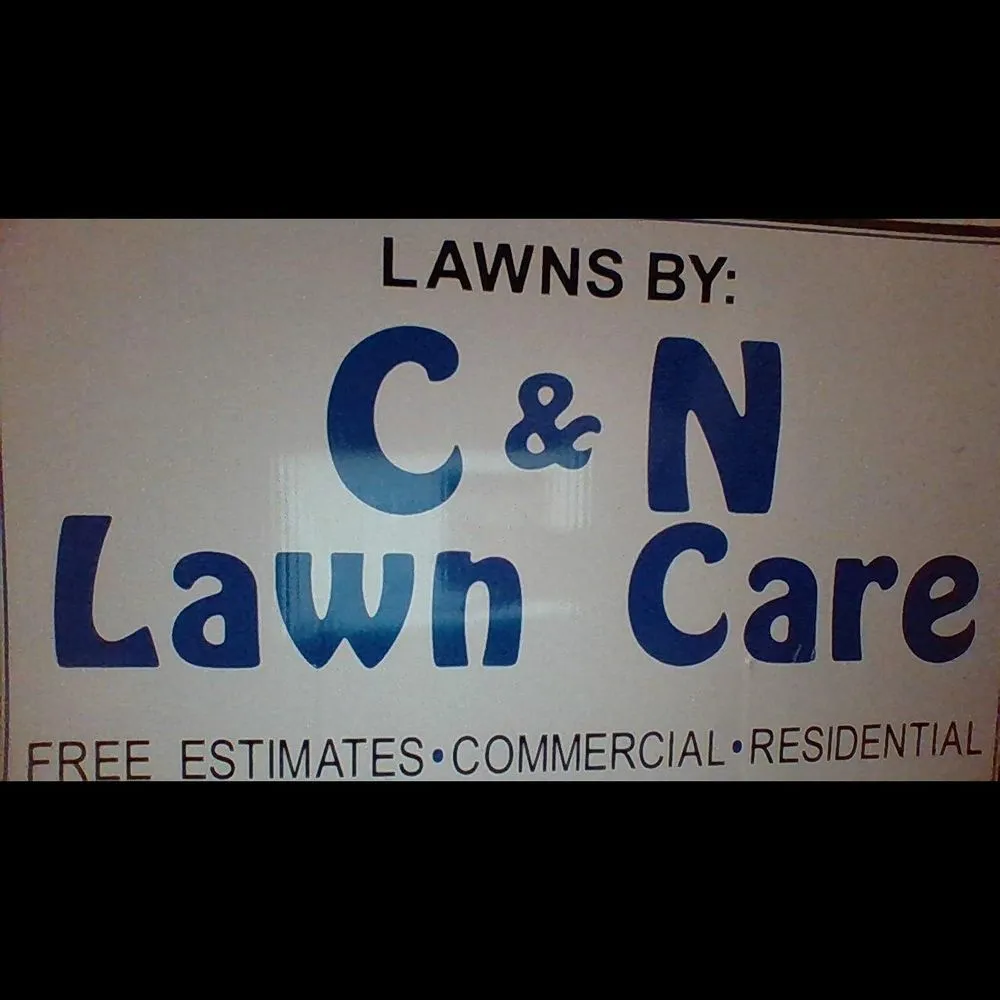 LAWNS BY:
C & N
Lawn Care
FREE ESTIMATES•COMMERCIAL•RESIDENTIAL